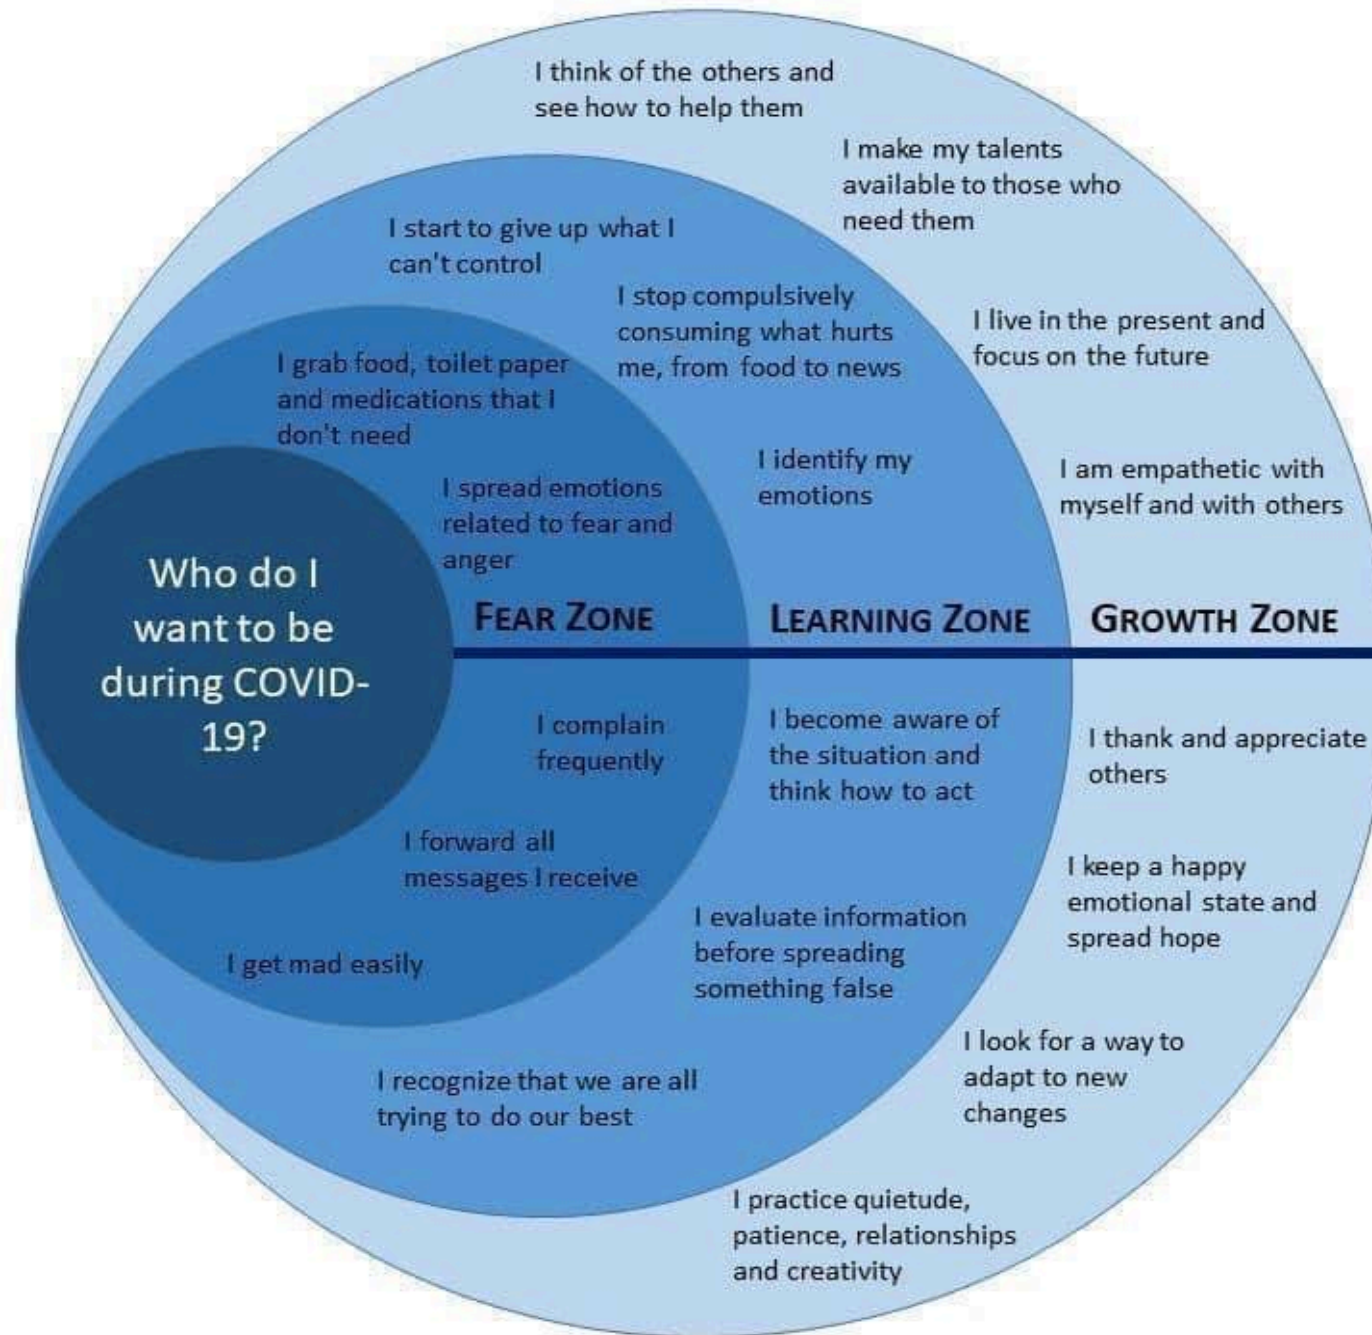 I think of the others and
see how to help them
I make my talents
available to those who
need them
I start to give up what I
can't control
I stop compulsively
consuming what hurts
me, from food to news
I live in the present and
focus on the future
I grab food, toilet paper
and medications that I
don't need
I identify my
emotions
I am empathetic with
myself and with others
I spread emotions
related to fear and
anger
Who do I
want to be
during COVID-
19?
FEAR ZONE
LEARNING ZONE
GROWTH ZONE
I complain
frequently
I become aware of
the situation and
think how to act
I thank and appreciate
others
I forward all
messages I receive
I keep a happy
emotional state and
spread hope
I evaluate information
before spreading
something false
I get mad easily
I look for a way to
adapt to new
changes
I recognize that we are all
trying to do our best
I practice quietude,
patience, relationships
and creativity